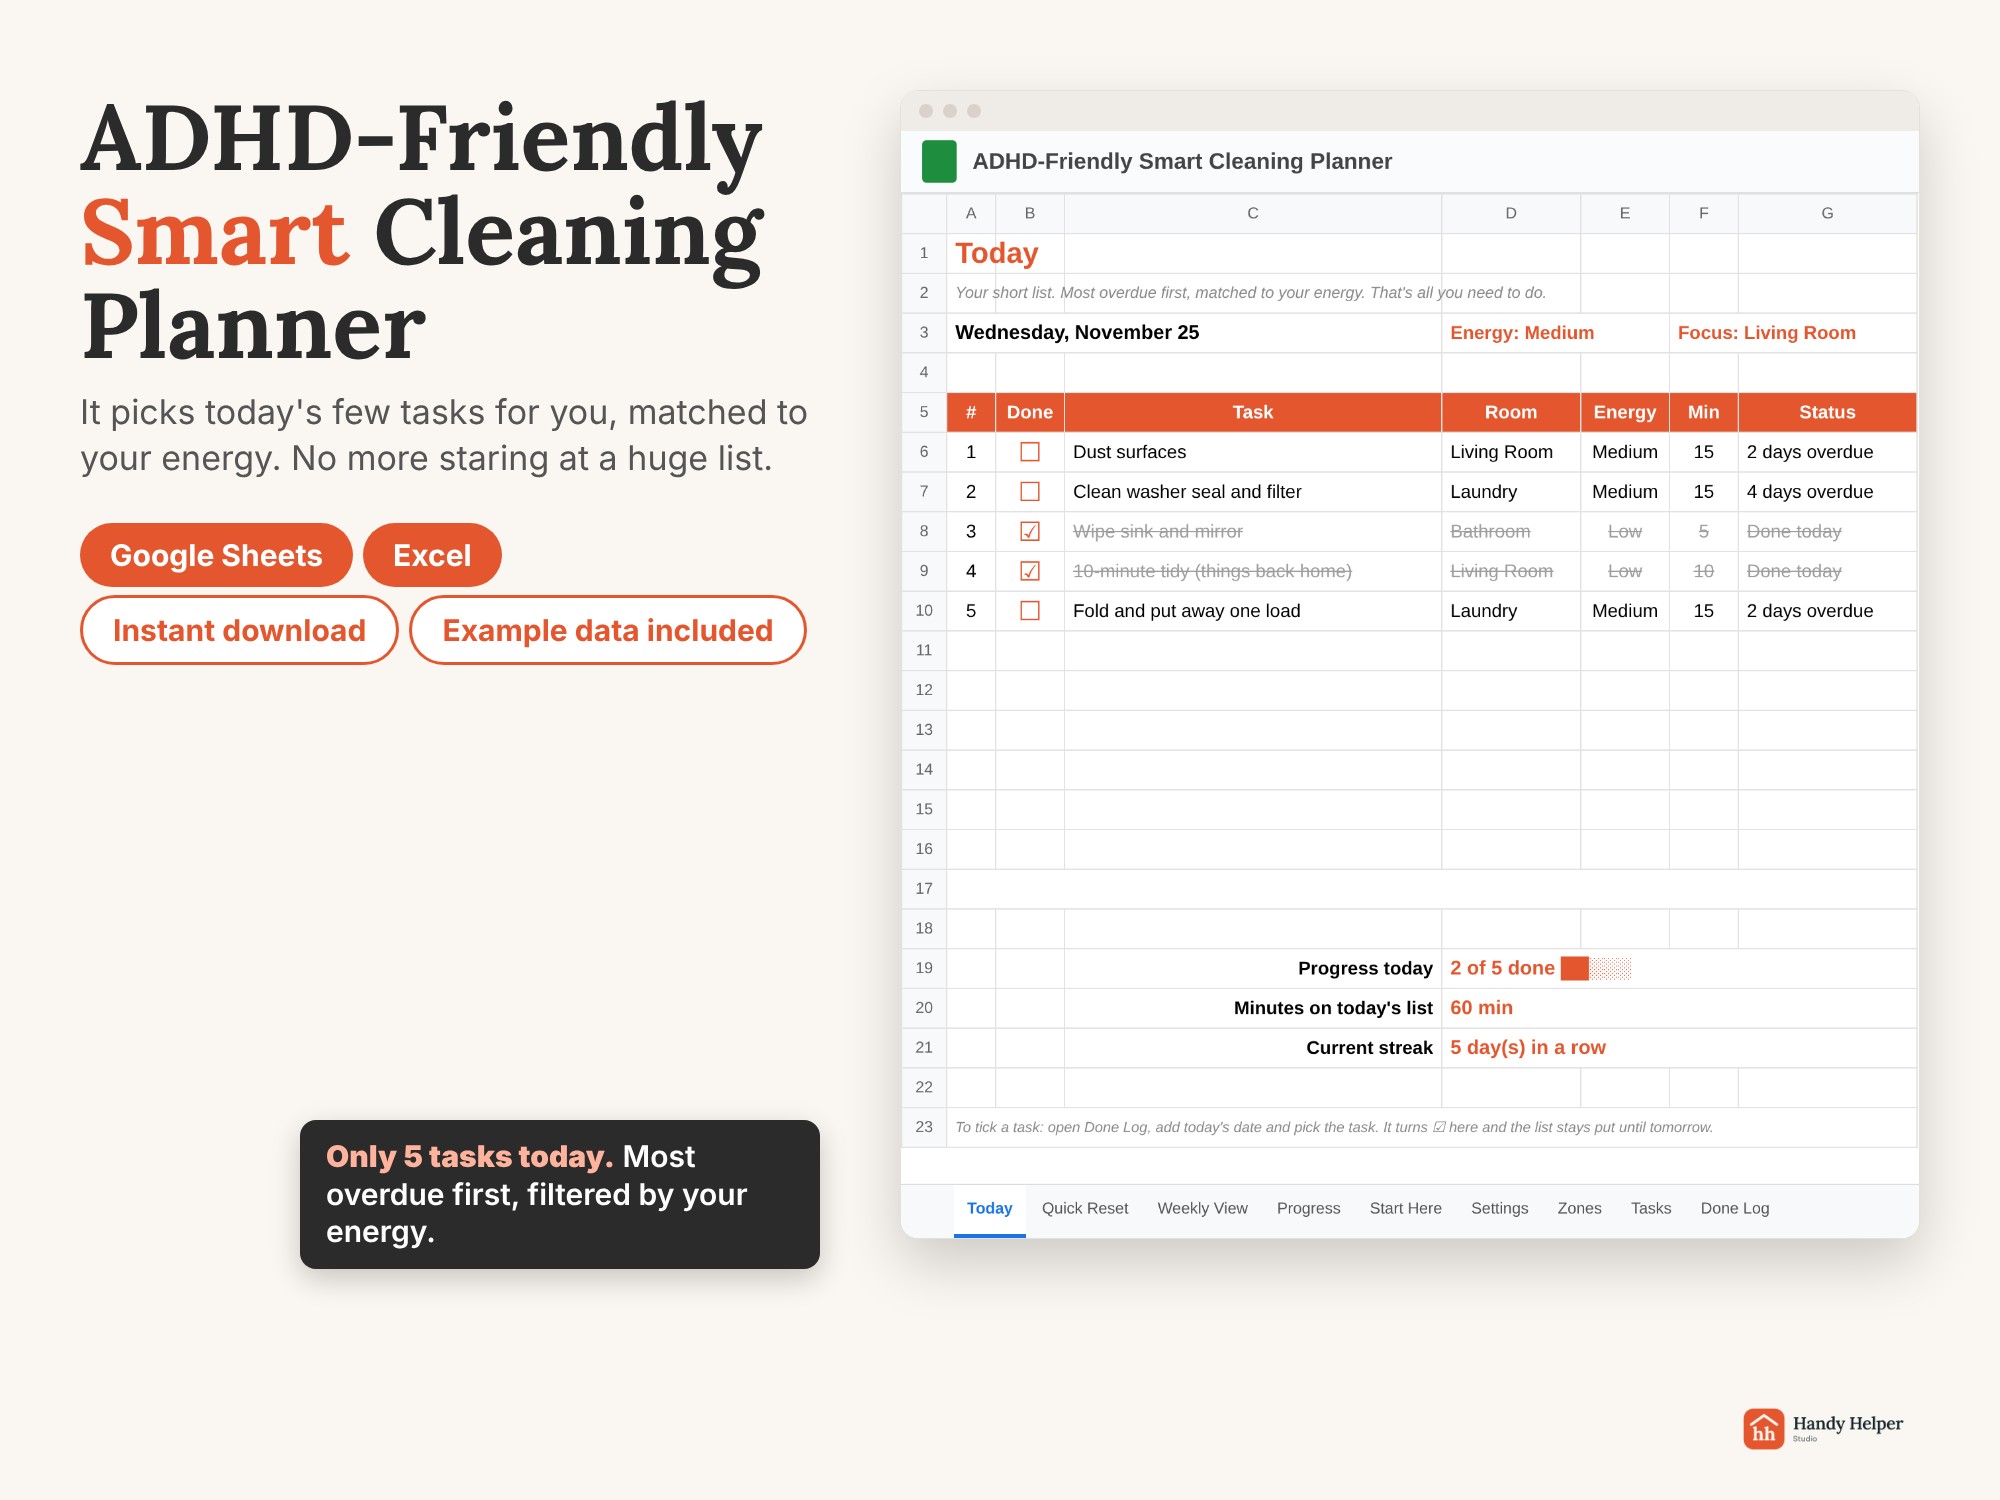 ADHD-Friendly
Smart Cleaning
Planner
It picks today's few tasks for you, matched to
your energy. No more staring at a huge list.
Google Sheets Excel
Instant download Example data included
Only 5 tasks today. Most
overdue first, filtered by your
energy.
ADHD-Friendly Smart Cleaning Planner
A B C D E F G
1 Today
2 Your short list. Most overdue first, matched to your energy. That's all you need to do.
3 Wednesday, November 25 Energy: Medium Focus: Living Room
4
5 # Done Task Room Energy Min Status
6 1 ☐ Dust surfaces Living Room Medium 15 2 days overdue
7 2 ☐ Clean washer seal and filter Laundry Medium 15 4 days overdue
8 3 ☑ Wipe sink and mirror Bathroom Low 5 Done today
9 4 ☑ 10-minute tidy (things back home) Living Room Low 10 Done today
10 5 ☐ Fold and put away one load Laundry Medium 15 2 days overdue
11
12
13
14
15
16
17
18
19 Progress today 2 of 5 done
20 Minutes on today's list 60 min
21 Current streak 5 day(s) in a row
22
23 To tick a task: open Done Log, add today's date and pick the task. It turns ☑ here and the list stays put until tomorrow.
Today Quick Reset Weekly View Progress Start Here Settings Zones Tasks Done Log
hh Handy Helper
Studio